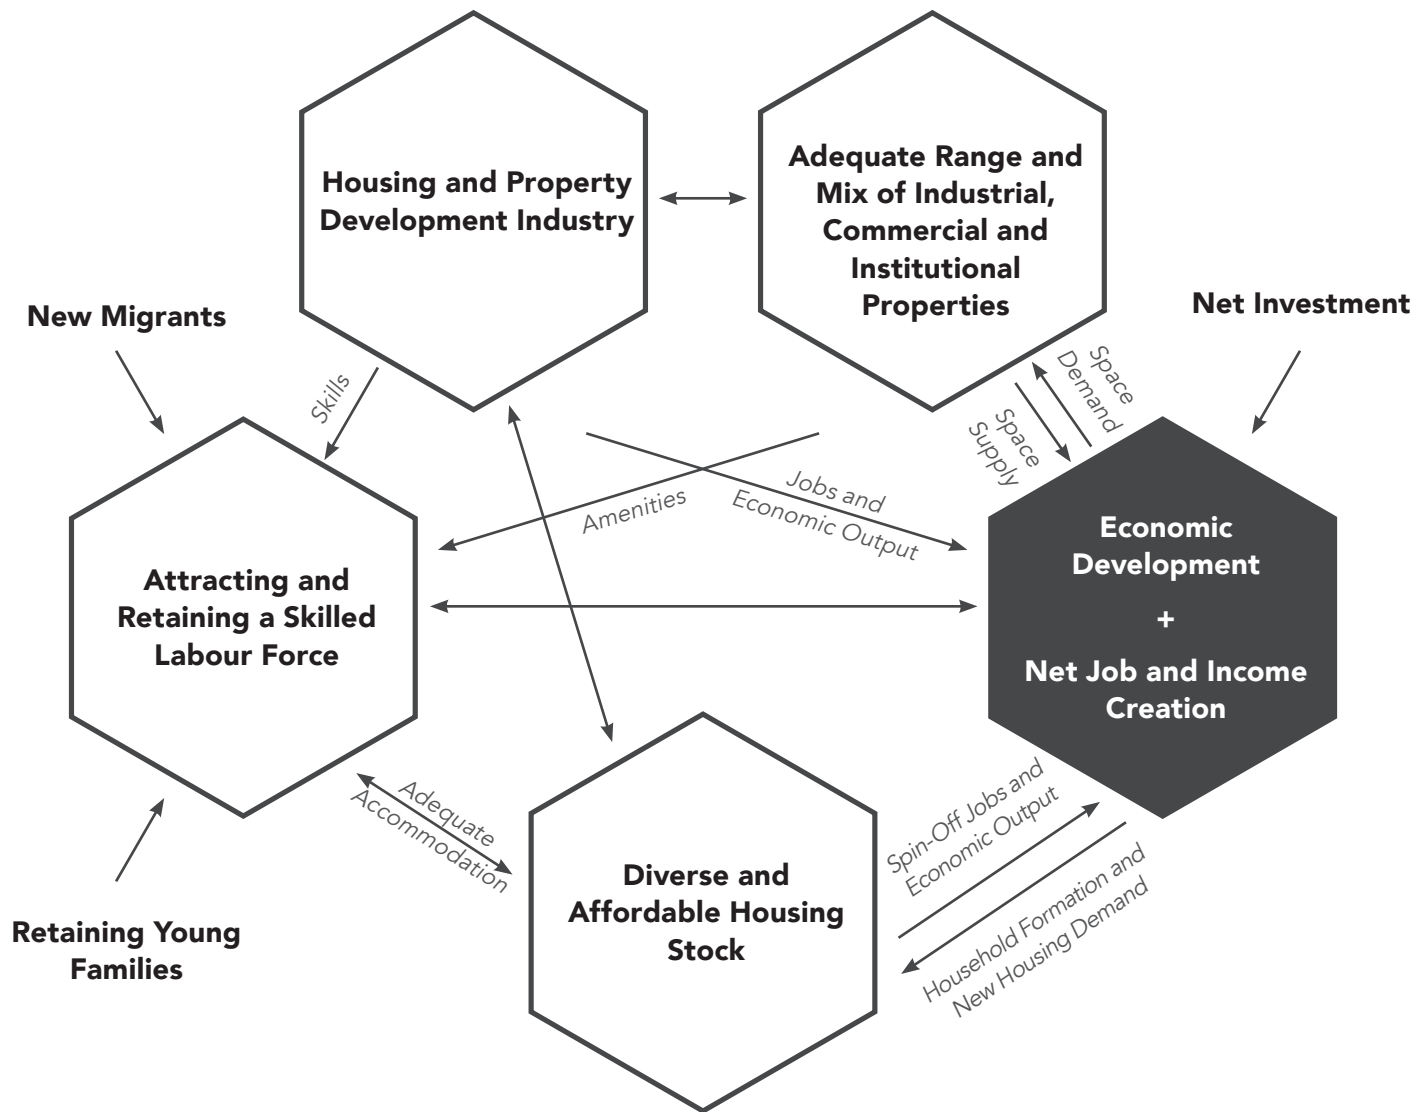 Housing and Property
Development Industry
Adequate Range and
Mix of Industrial,
Commercial and
Institutional
Properties
New Migrants
Net Investment
Skills
Space
Demand
Space
Supply
Amenities
Jobs and
Economic Output
Attracting and
Retaining a Skilled
Labour Force
Economic
Development
+
Net Job and Income
Creation
Adequate
Accommodation
Spin-Off Jobs and
Economic Output
Diverse and
Affordable Housing
Stock
Household Formation and
New Housing Demand
Retaining Young
Families